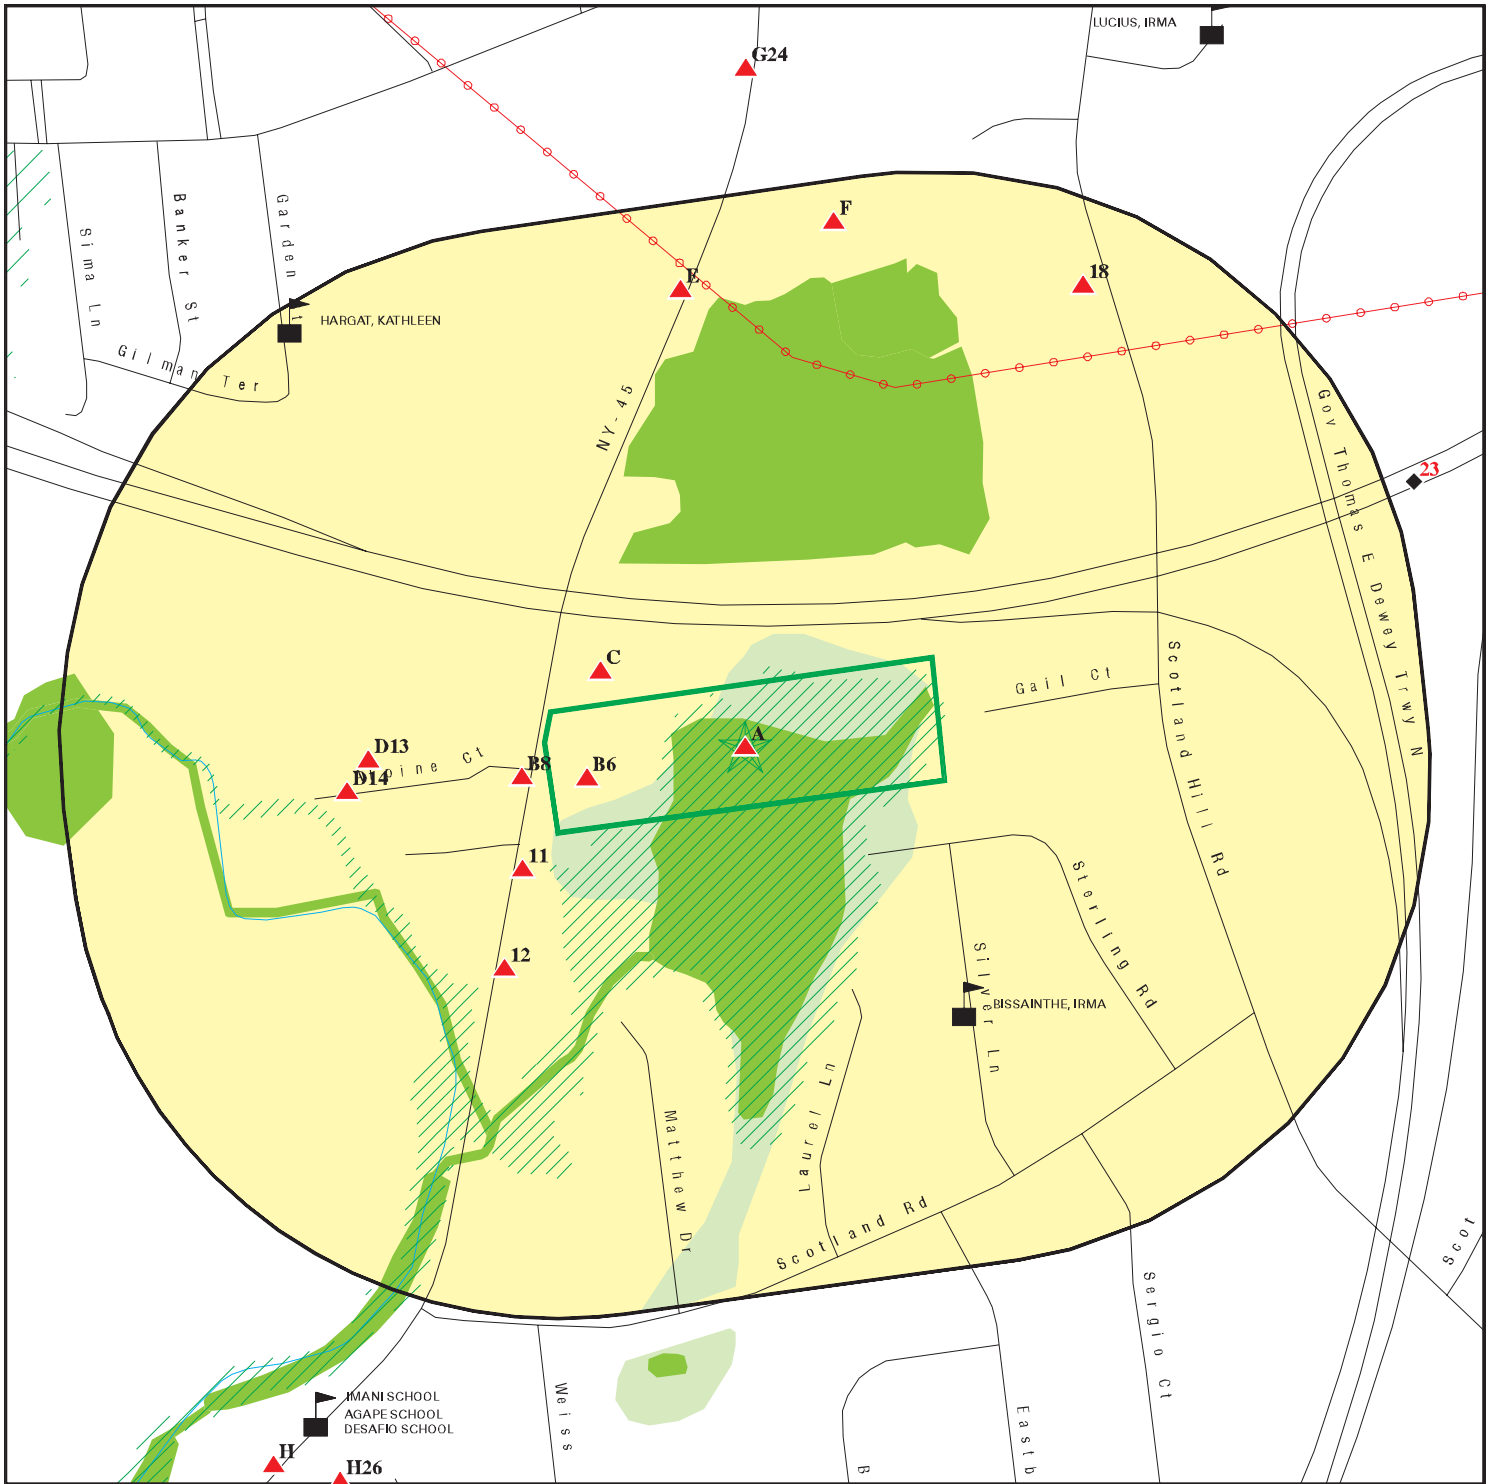 LUCIUS, IRMA
G24
Banker St
Garden St
F
Sima Ln
E
18
HARGAT, KATHLEEN
Gilman Ter
NY-45
Gov Thomas E Dewey Trwy N
23
C
Gail Ct
Scotland Hill Rd
A
D13
D14
B8
B6
11
Sterling Rd
12
Silver Ln
BISSAINTHE, IRMA
Laurel Ln
Matthew Dr
Scotland Rd
Scot
Sergio Ct
IMANI SCHOOL
AGAPE SCHOOL
DESAFIO SCHOOL
Weiss
Eastb
H
H26
B